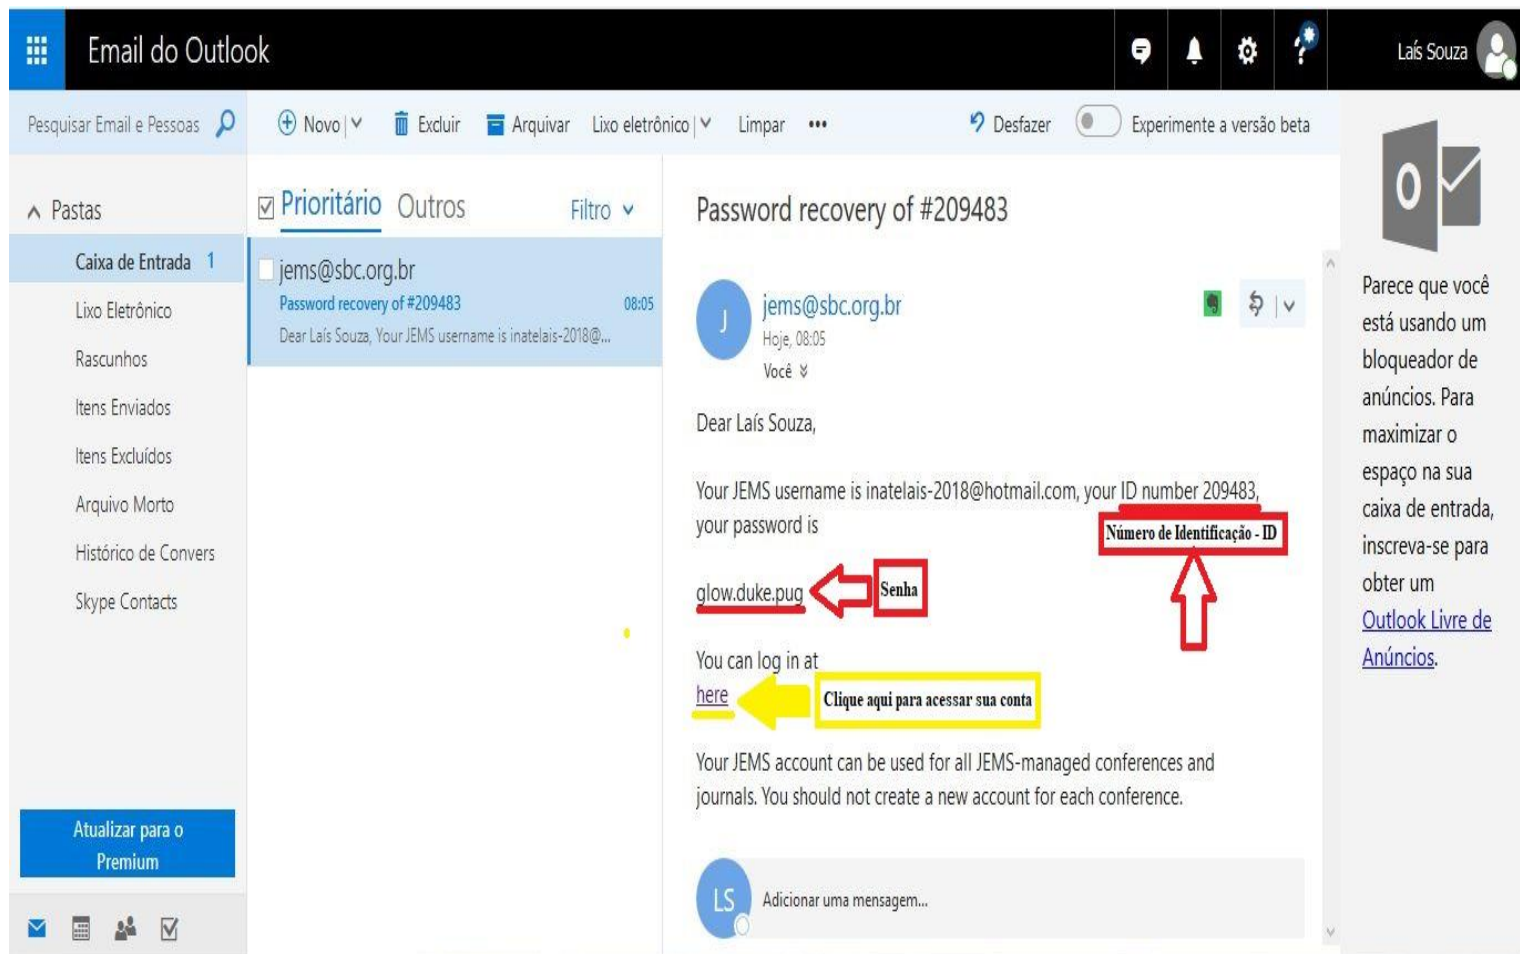 Email do Outlook
Laís Souza
Pesquisar Email e Pessoas
Novo
Excluir
Arquivar
Lixo eletrônico
Limpar
Desfazer
Experimente a versão beta
Pastas
Caixa de Entrada 1
Lixo Eletrônico
Rascunhos
Itens Enviados
Itens Excluídos
Arquivo Morto
Histórico de Convers
Skype Contacts
Atualizar para o
Premium
Prioritário
Outros
Filtro
jems@sbc.org.br
Password recovery of #209483 08:05
Dear Laís Souza, Your JEMS username is inatelais-2018@...
Password recovery of #209483
J
jems@sbc.org.br
Hoje, 08:05
Você
Dear Laís Souza,
Your JEMS username is inatelais-2018@hotmail.com, your ID number 209483,
your password is
Número de Identificação - ID
glow.duke.pug
Senha
You can log in at
here
Clique aqui para acessar sua conta
Your JEMS account can be used for all JEMS-managed conferences and
journals. You should not create a new account for each conference.
LS
Adicionar uma mensagem...
O
Parece que você
está usando um
bloqueador de
anúncios. Para
maximizar o
espaço na sua
caixa de entrada,
inscreva-se para
obter um
Outlook Livre de
Anúncios.